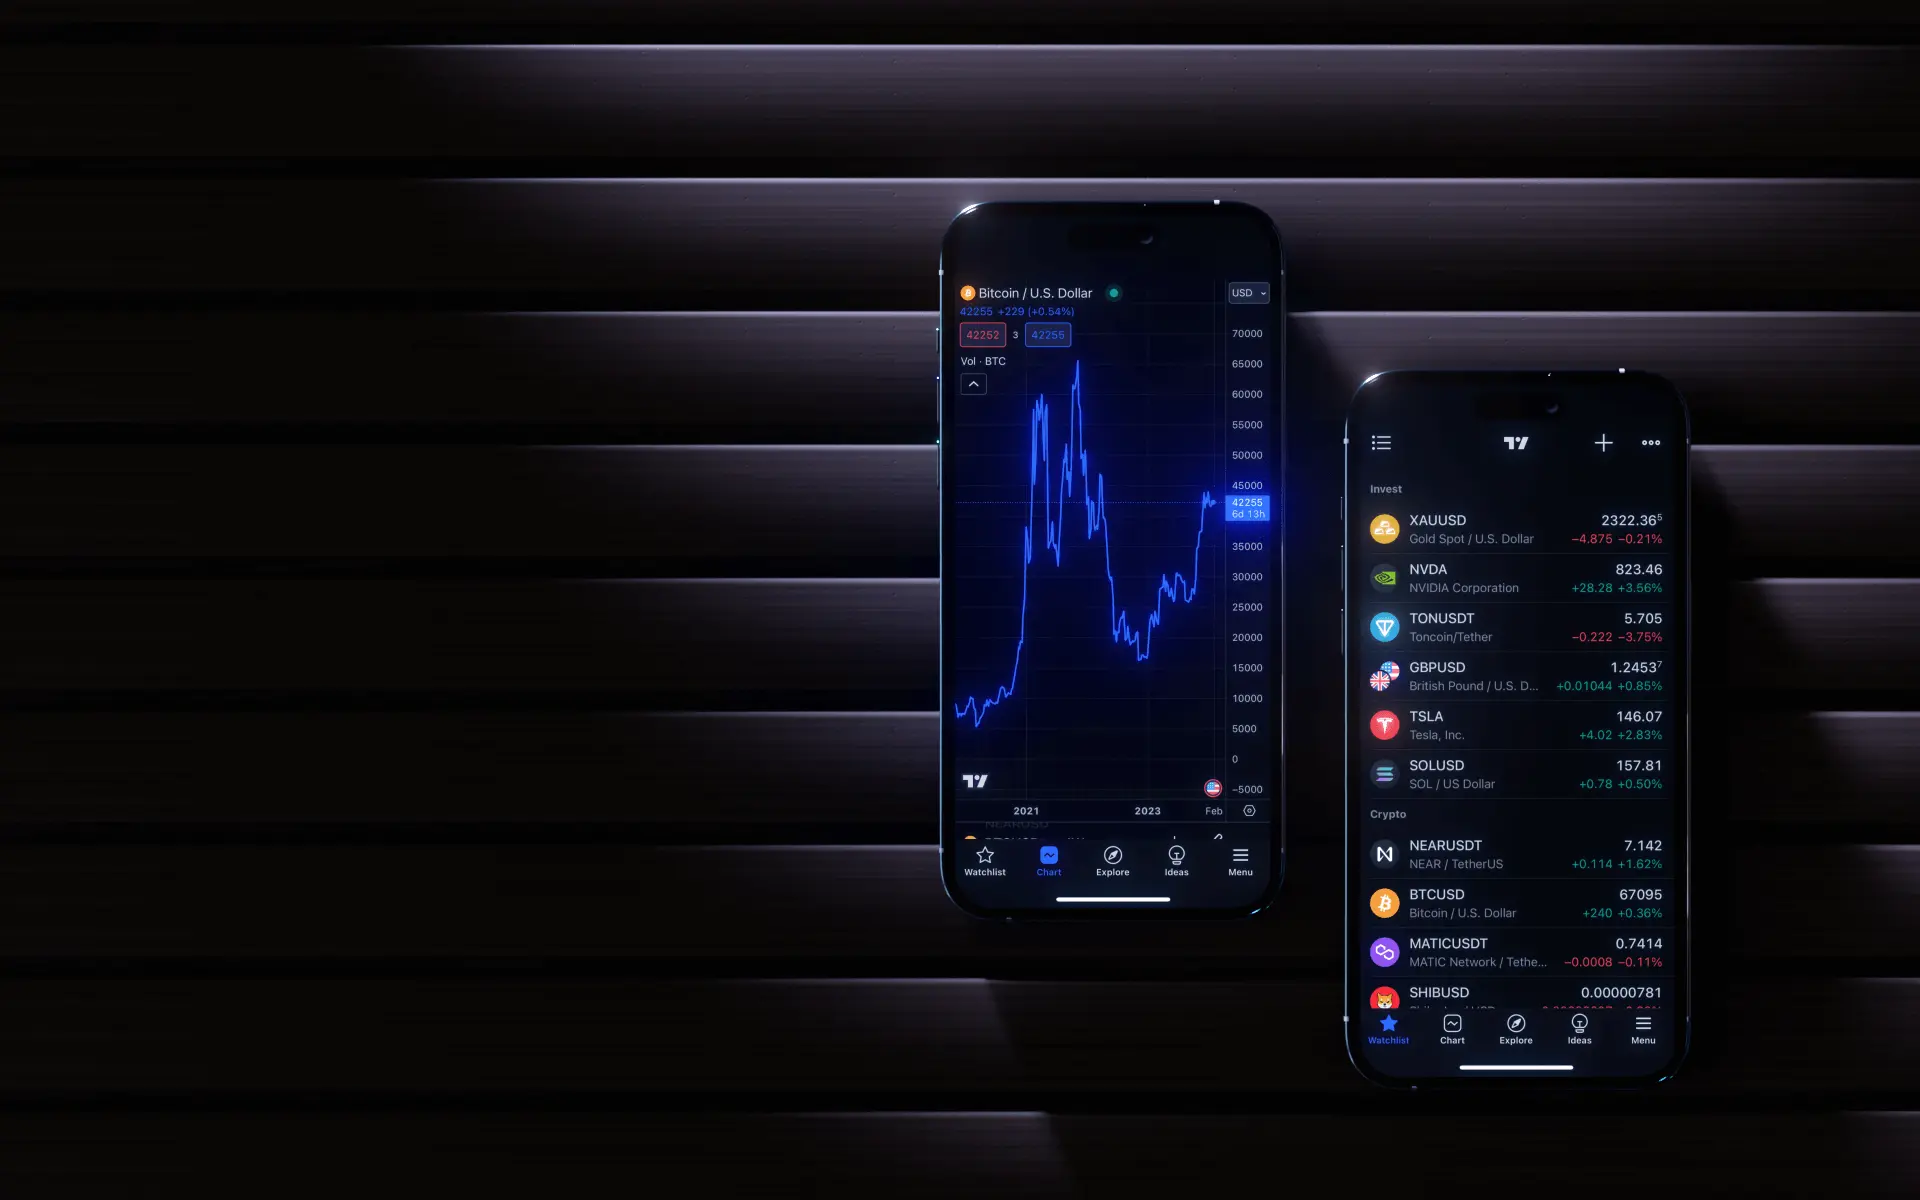 Bitcoin / U.S. Dollar
USD
42255 +229 (+0.54%)
42252 3 42255
Vol · BTC
70000
65000
60000
55000
50000
45000
42255
6d 13h
35000
30000
25000
20000
15000
10000
5000
0
−5000
2021 2023 Feb
NEARUSD
Watchlist Chart Explore Ideas Menu
Invest
XAUUSD 2322.36⁵
Gold Spot / U.S. Dollar −4.875 −0.21%
NVDA 823.46
NVIDIA Corporation +28.28 +3.56%
TONUSDT 5.705
Toncoin/Tether −0.222 −3.75%
GBPUSD 1.2453⁷
British Pound / U.S. D... +0.01044 +0.85%
TSLA 146.07
Tesla, Inc. +4.02 +2.83%
SOLUSD 157.81
SOL / US Dollar +0.78 +0.50%
Crypto
NEARUSDT 7.142
NEAR / TetherUS +0.114 +1.62%
BTCUSD 67095
Bitcoin / U.S. Dollar +240 +0.36%
MATICUSDT 0.7414
MATIC Network / Tethe... −0.0008 −0.11%
SHIBUSD 0.00000781
Watchlist Chart Explore Ideas Menu